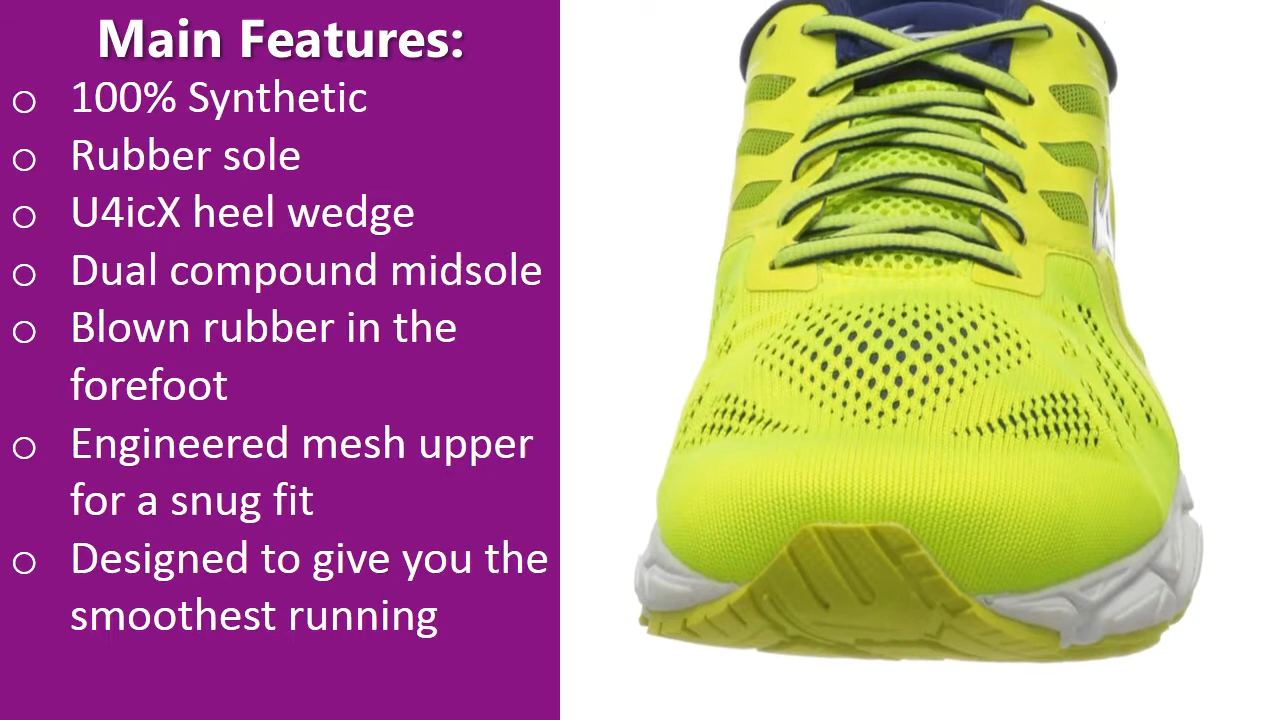 Main Features:
○ 100% Synthetic
○ Rubber sole
○ U4icX heel wedge
○ Dual compound midsole
○ Blown rubber in the
forefoot
○ Engineered mesh upper
for a snug fit
○ Designed to give you the
smoothest running